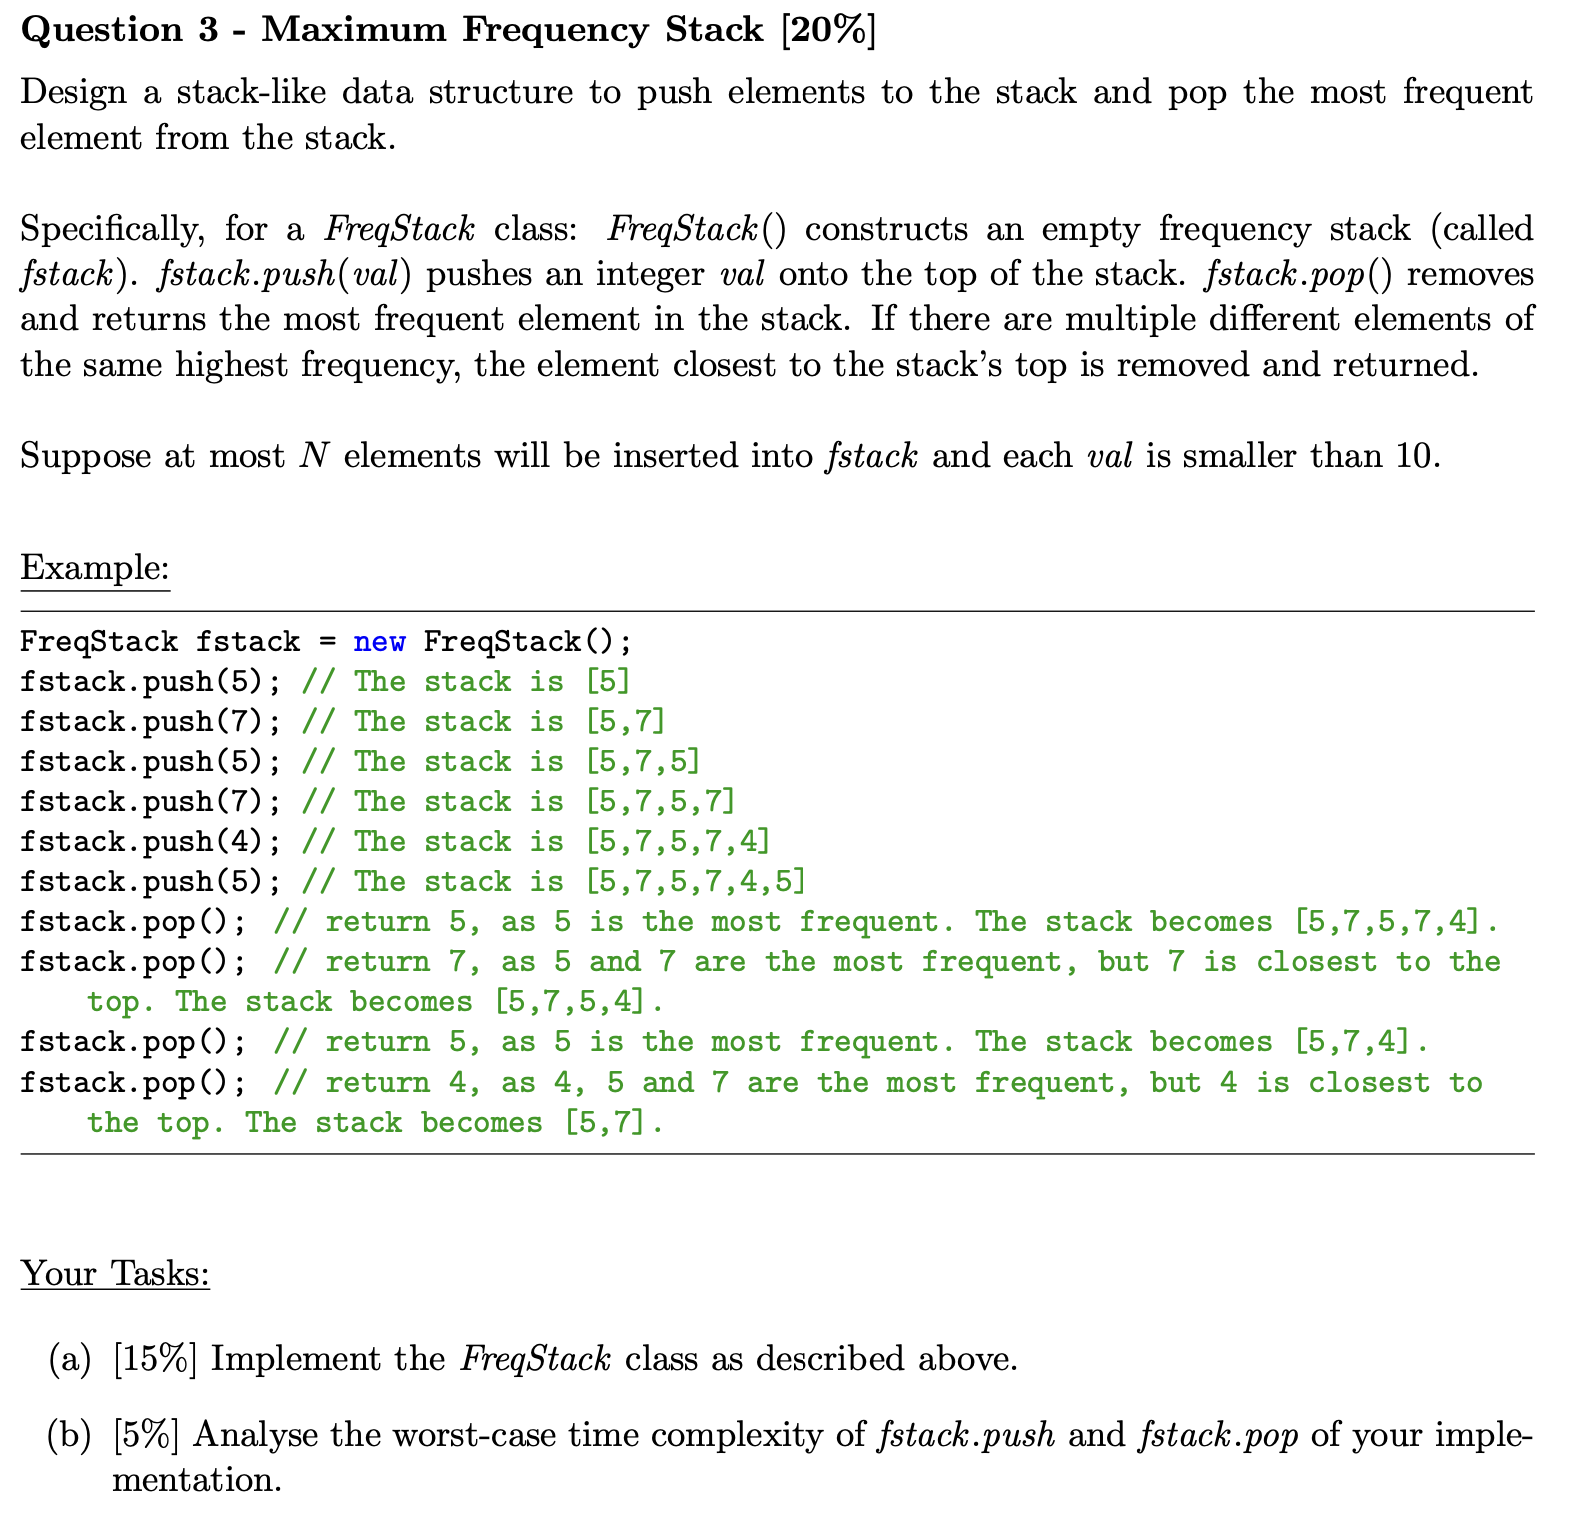 Question 3 - Maximum Frequency Stack [20%]
Design a stack-like data structure to push elements to the stack and pop the most frequent
element from the stack.
Specifically, for a FreqStack class: FreqStack() constructs an empty frequency stack (called
fstack). fstack.push(val) pushes an integer val onto the top of the stack. fstack.pop() removes
and returns the most frequent element in the stack. If there are multiple different elements of
the same highest frequency, the element closest to the stack's top is removed and returned.
Suppose at most N elements will be inserted into fstack and each val is smaller than 10.
Example:
FreqStack fstack = new FreqStack();
fstack.push(5); // The stack is [5]
fstack.push(7); // The stack is [5,7]
fstack.push(5); // The stack is [5,7,5]
fstack.push(7); // The stack is [5,7,5,7]
fstack.push(4); // The stack is [5,7,5,7,4]
fstack.push(5); // The stack is [5,7,5,7,4,5]
fstack.pop(); // return 5, as 5 is the most frequent. The stack becomes [5,7,5,7,4].
fstack.pop(); // return 7, as 5 and 7 are the most frequent, but 7 is closest to the
top. The stack becomes [5,7,5,4].
fstack.pop(); // return 5, as 5 is the most frequent. The stack becomes [5,7,4].
fstack.pop(); // return 4, as 4, 5 and 7 are the most frequent, but 4 is closest to
the top. The stack becomes [5,7].
Your Tasks:
(a) [15%] Implement the FreqStack class as described above.
(b) [5%] Analyse the worst-case time complexity of fstack.push and fstack.pop of your imple-
mentation.